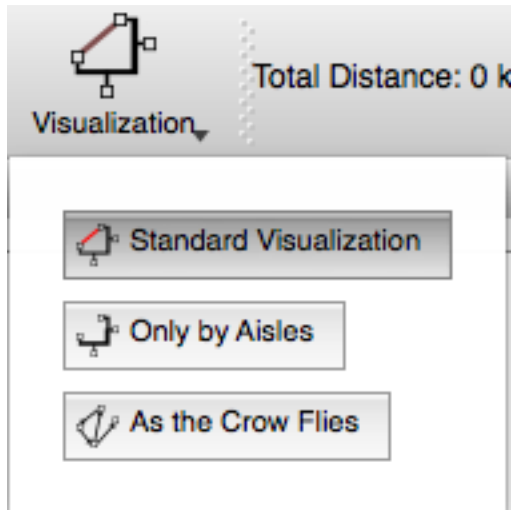 Total Distance: 0 k
Visualization
Standard Visualization
Only by Aisles
As the Crow Flies